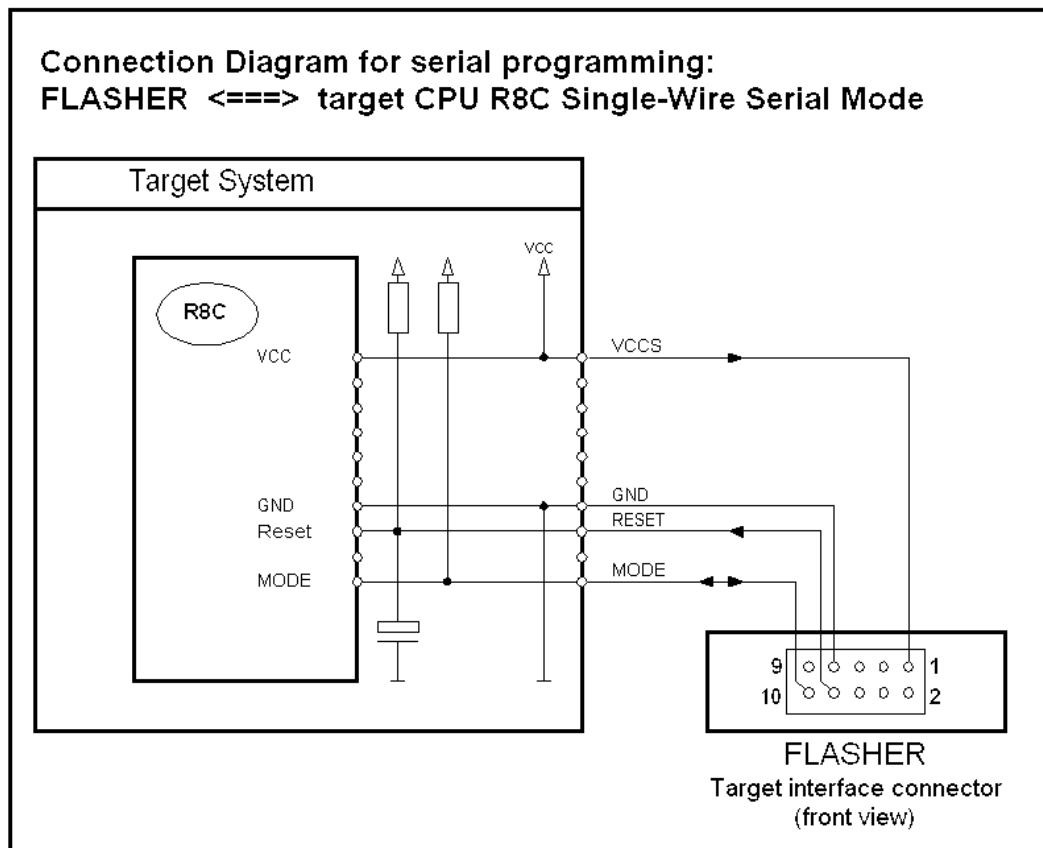 Connection Diagram for serial programming:
FLASHER <===> target CPU R8C Single-Wire Serial Mode
Target System
VCC
R8C
VCC
VCCS
GND
GND
Reset
RESET
MODE
MODE
9
1
10
2
FLASHER
Target interface connector
(front view)